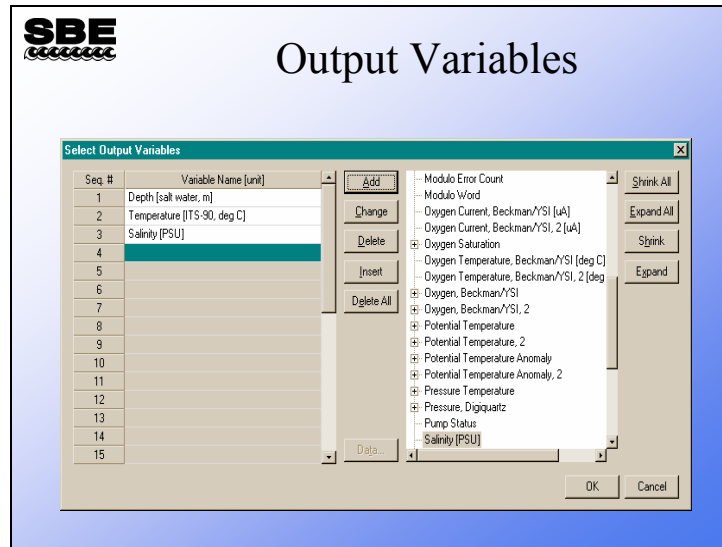 SBE
Output Variables
Select Output Variables
Seq. # Variable Name [unit]
1 Depth [salt water, m]
2 Temperature [ITS-90, deg C]
3 Salinity [PSU]
4
5
6
7
8
9
10
11
12
13
14
15
Add
Change
Delete
Insert
Delete All
Data...
Modulo Error Count
Modulo Word
Oxygen Current, Beckman/YSI [uA]
Oxygen Current, Beckman/YSI, 2 [uA]
Oxygen Saturation
Oxygen Temperature, Beckman/YSI [deg C]
Oxygen Temperature, Beckman/YSI, 2 [deg
Oxygen, Beckman/YSI
Oxygen, Beckman/YSI, 2
Potential Temperature
Potential Temperature, 2
Potential Temperature Anomaly
Potential Temperature Anomaly, 2
Pressure Temperature
Pressure, Digiquartz
Pump Status
Salinity [PSU]
Shrink All
Expand All
Shrink
Expand
OK
Cancel